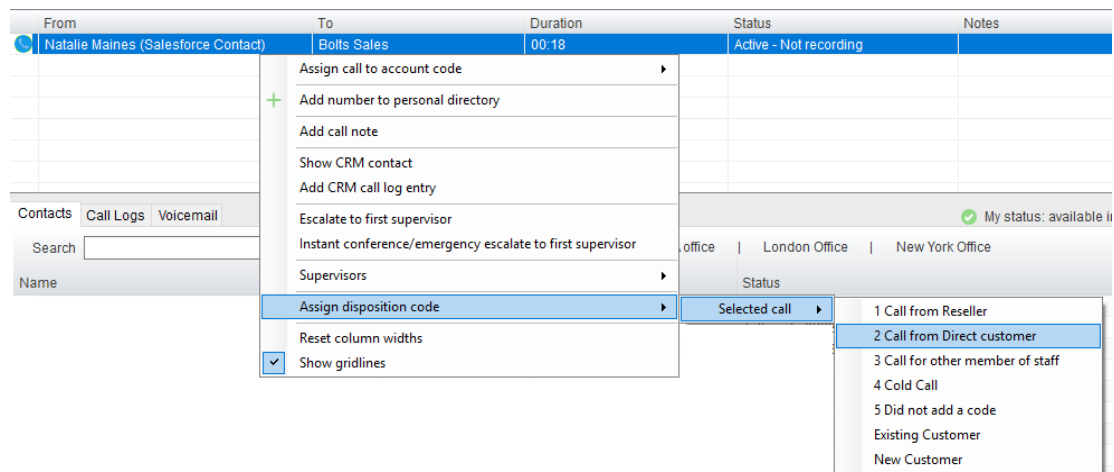 From To Duration Status Notes
Natalie Maines (Salesforce Contact) Bolts Sales 00:18 Active - Not recording
Assign call to account code
Add number to personal directory
Add call note
Show CRM contact
Add CRM call log entry
Contacts Call Logs Voicemail
Escalate to first supervisor
My status: available i
Search
Instant conference/emergency escalate to first supervisor
office | London Office | New York Office
Name
Supervisors
Status
Assign disposition code
Selected call
1 Call from Reseller
Reset column widths
2 Call from Direct customer
Show gridlines
3 Call for other member of staff
4 Cold Call
5 Did not add a code
Existing Customer
New Customer